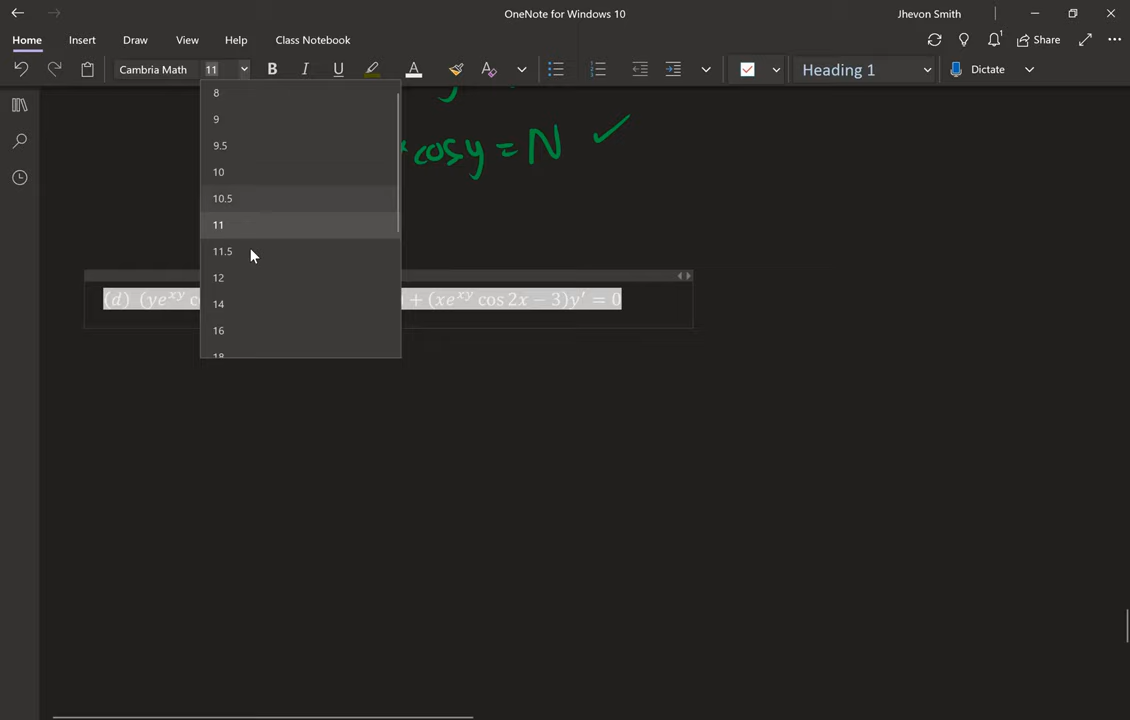 OneNote for Windows 10
Jhevon Smith
Home Insert Draw View Help Class Notebook
Share
Cambria Math 11 B I U A Heading 1 Dictate
8
9
9.5
10
10.5
11
11.5
12
14
16
18
cos y = N ✓
(d) (ye^{xy} c ) + (xe^{xy} cos 2x − 3)y′ = 0